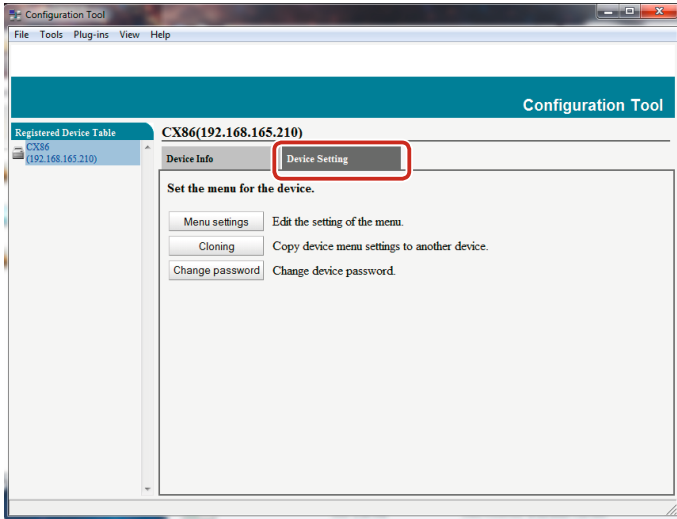 Configuration Tool
File Tools Plug-ins View Help
Configuration Tool
Registered Device Table
CX86
(192.168.165.210)
CX86(192.168.165.210)
Device Info Device Setting
Set the menu for the device.
Menu settings Edit the setting of the menu.
Cloning Copy device menu settings to another device.
Change password Change device password.